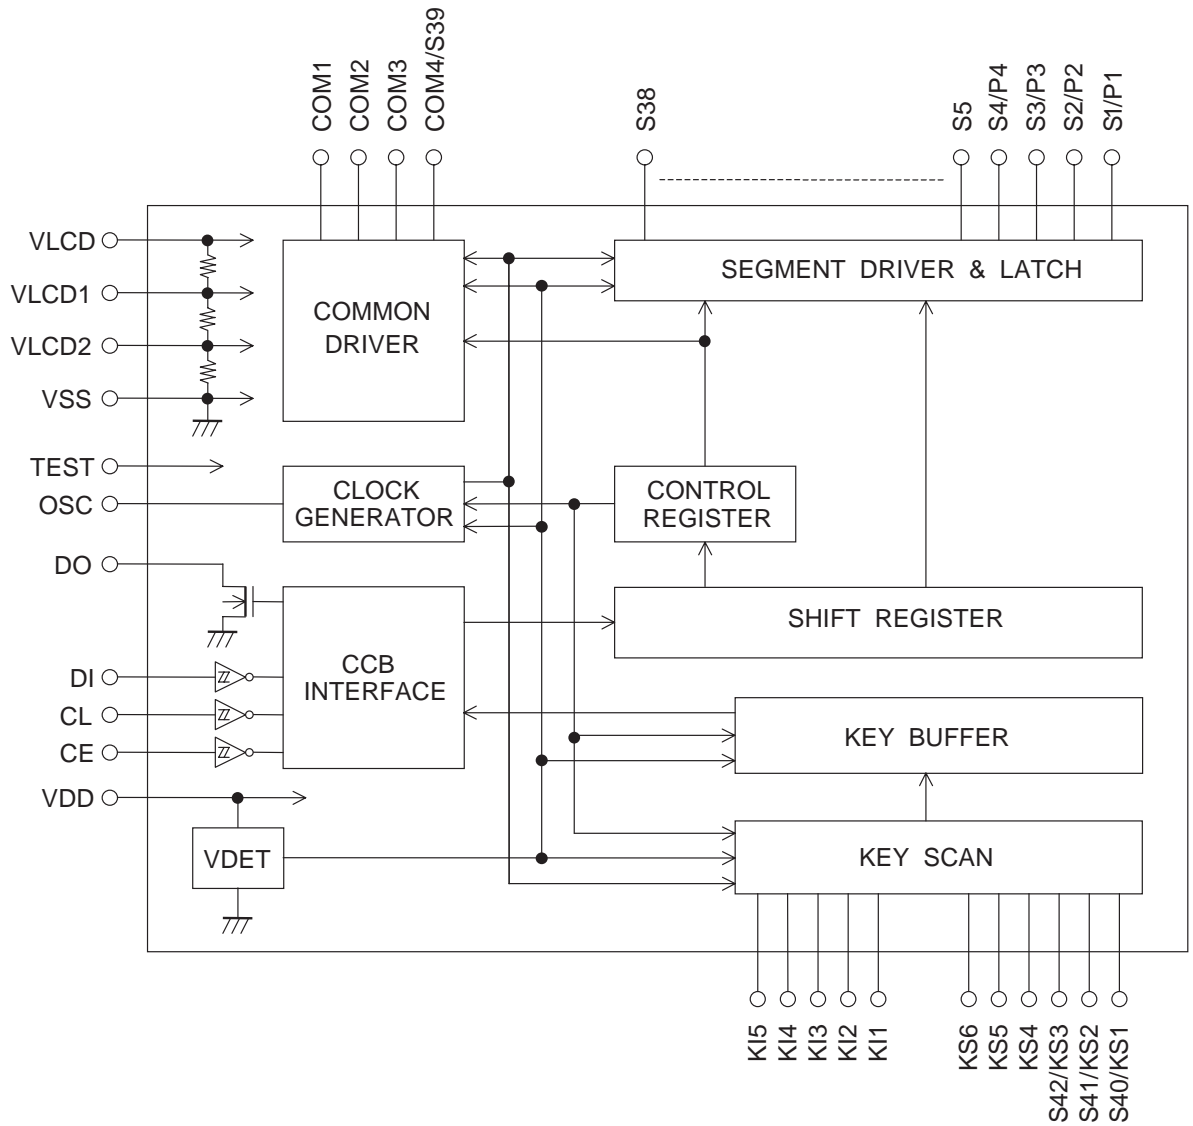 COM1
COM2
COM3
COM4/S39
S38
S5
S4/P4
S3/P3
S2/P2
S1/P1
VLCD
VLCD1
VLCD2
VSS
TEST
OSC
DO
DI
CL
CE
VDD
COMMON
DRIVER
SEGMENT DRIVER & LATCH
CLOCK
GENERATOR
CONTROL
REGISTER
CCB
INTERFACE
SHIFT REGISTER
KEY BUFFER
VDET
KEY SCAN
KI5
KI4
KI3
KI2
KI1
KS6
KS5
KS4
S42/KS3
S41/KS2
S40/KS1